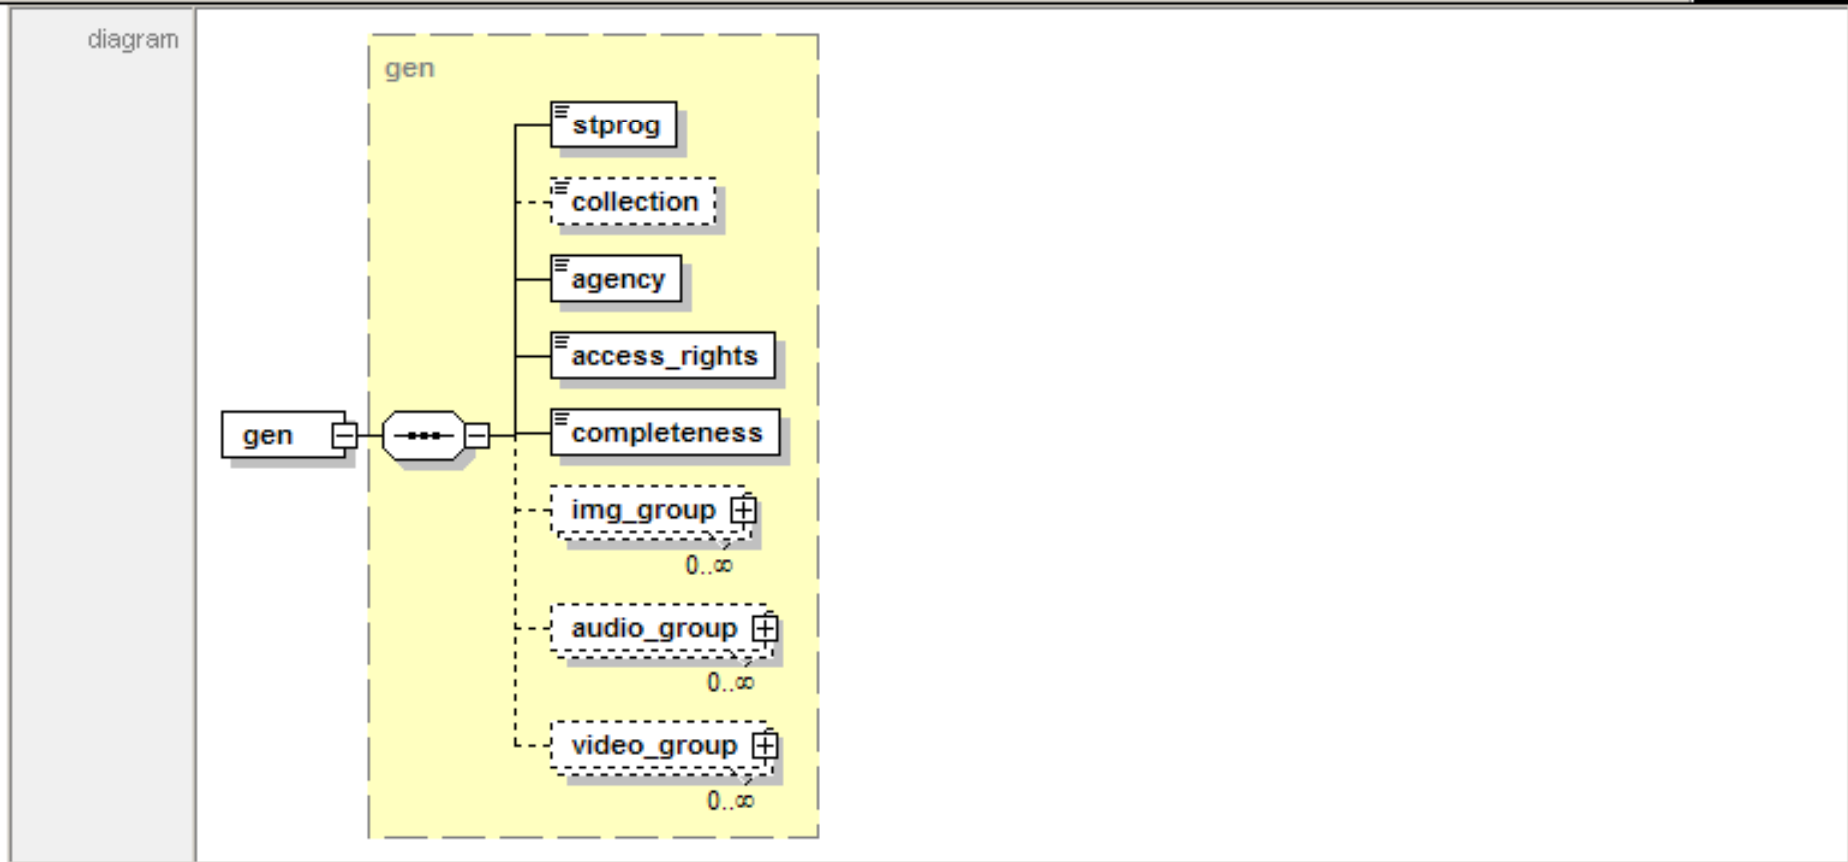 diagram
gen
stprog
collection
agency
access_rights
gen
completeness
img_group
0..∞
audio_group
0..∞
video_group
0..∞